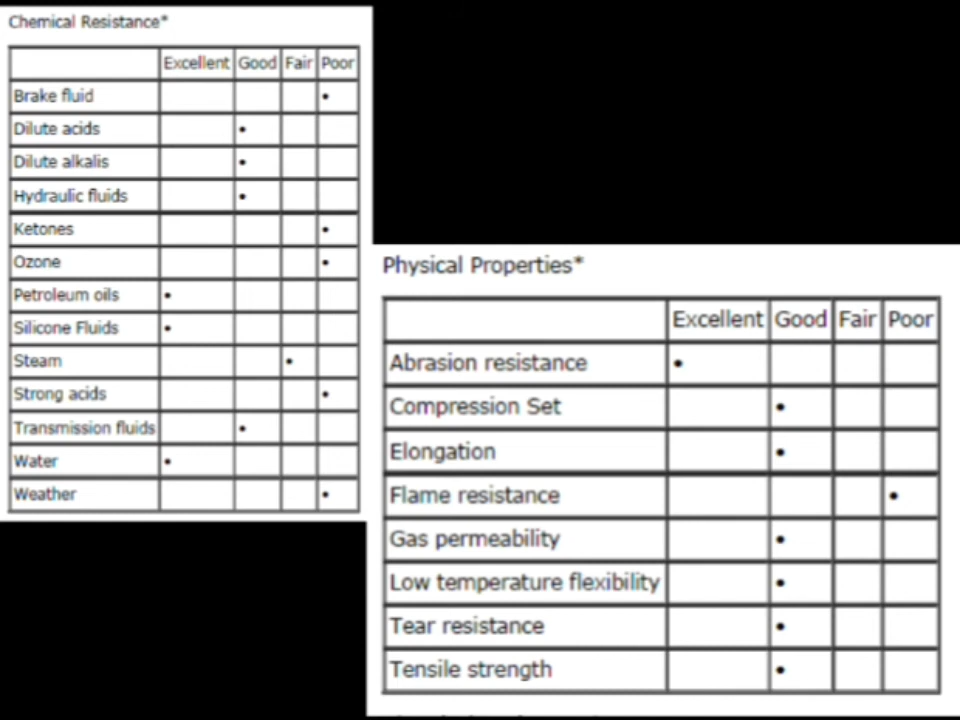 Chemical Resistance*
Excellent Good Fair Poor
Brake fluid •
Dilute acids •
Dilute alkalis •
Hydraulic fluids •
Ketones •
Ozone •
Petroleum oils •
Silicone Fluids •
Steam •
Strong acids •
Transmission fluids •
Water •
Weather •
Physical Properties*
Excellent Good Fair Poor
Abrasion resistance •
Compression Set •
Elongation •
Flame resistance •
Gas permeability •
Low temperature flexibility •
Tear resistance •
Tensile strength •